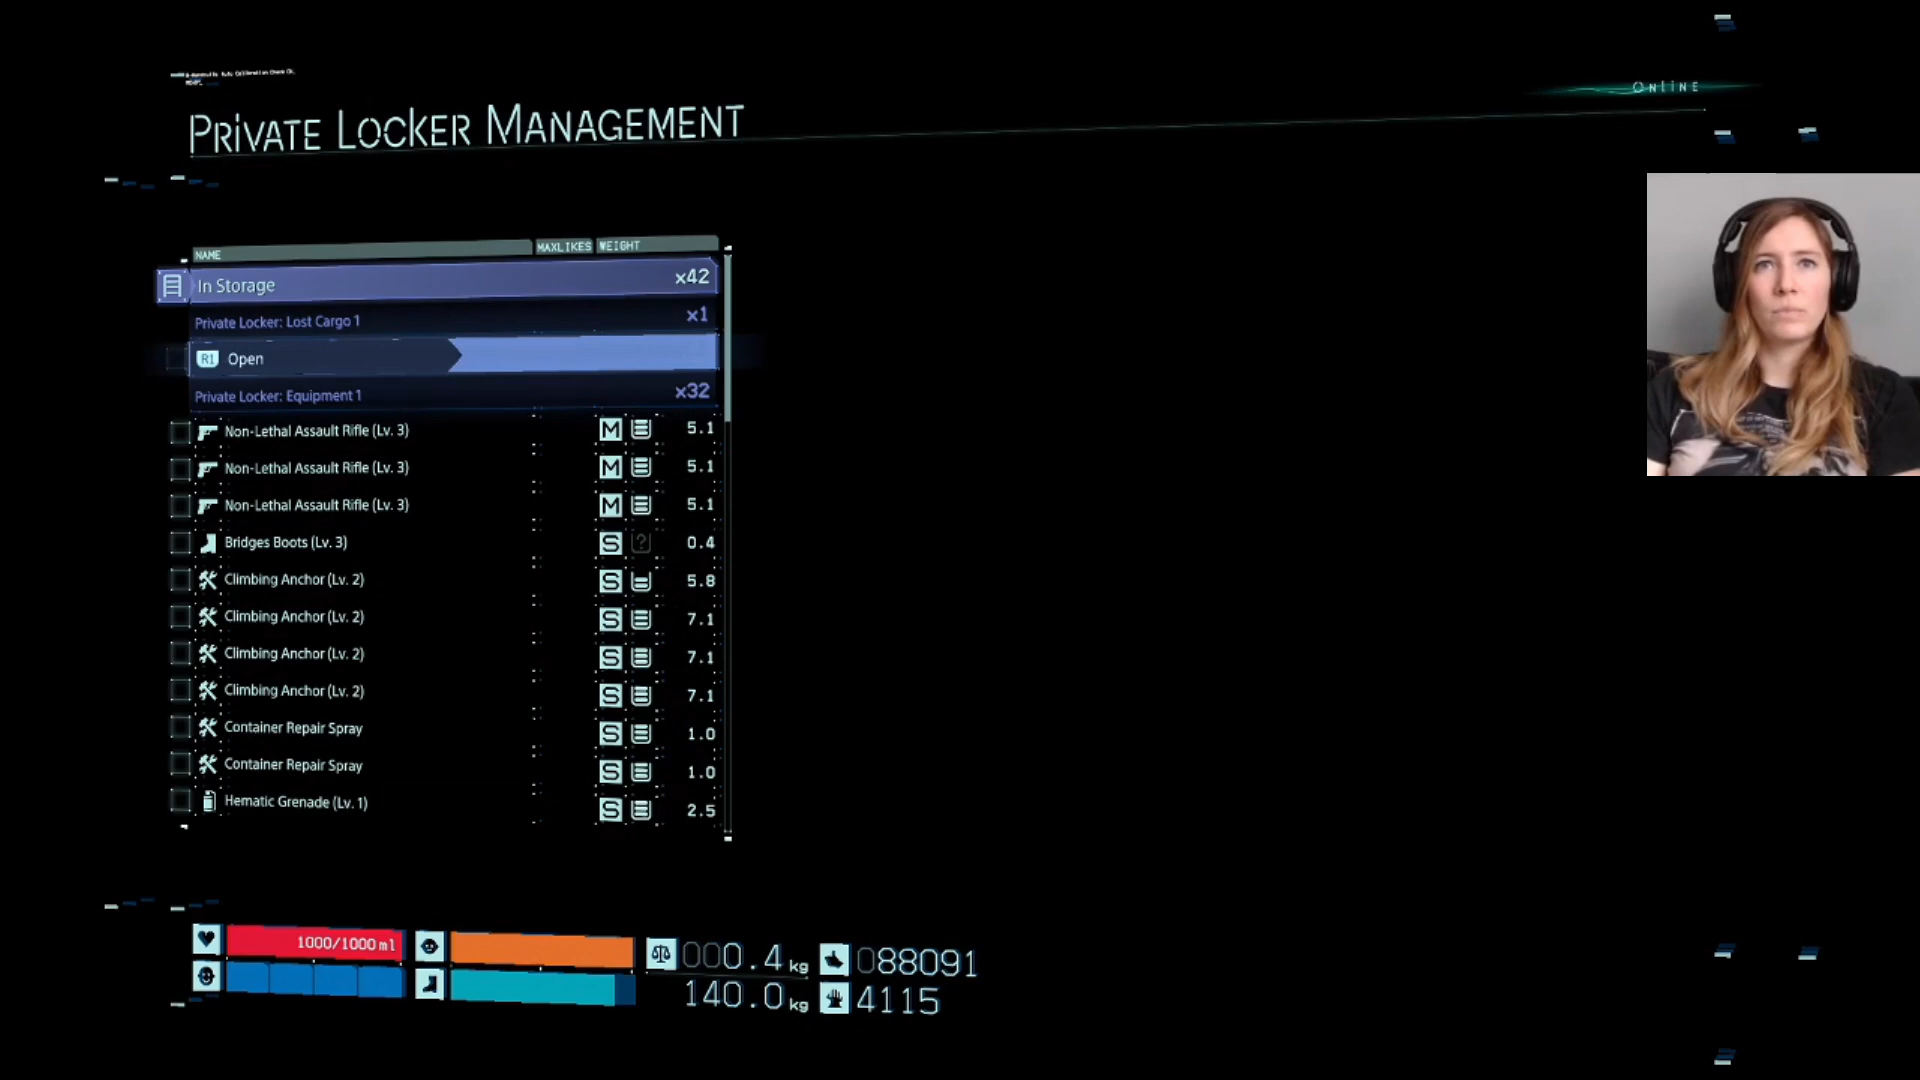 Private Locker Management
Online
NAME MAXLIKES WEIGHT
In Storage x42
Private Locker: Lost Cargo 1 x1
R1 Open
Private Locker: Equipment 1 x32
Non-Lethal Assault Rifle (Lv. 3) M 5.1
Non-Lethal Assault Rifle (Lv. 3) M 5.1
Non-Lethal Assault Rifle (Lv. 3) M 5.1
Bridges Boots (Lv. 3) S ? 0.4
Climbing Anchor (Lv. 2) S 5.8
Climbing Anchor (Lv. 2) S 7.1
Climbing Anchor (Lv. 2) S 7.1
Climbing Anchor (Lv. 2) S 7.1
Container Repair Spray S 1.0
Container Repair Spray S 1.0
Hematic Grenade (Lv. 1) S 2.5
1000/1000 ml 000.4 kg 088091
140.0 kg 4115